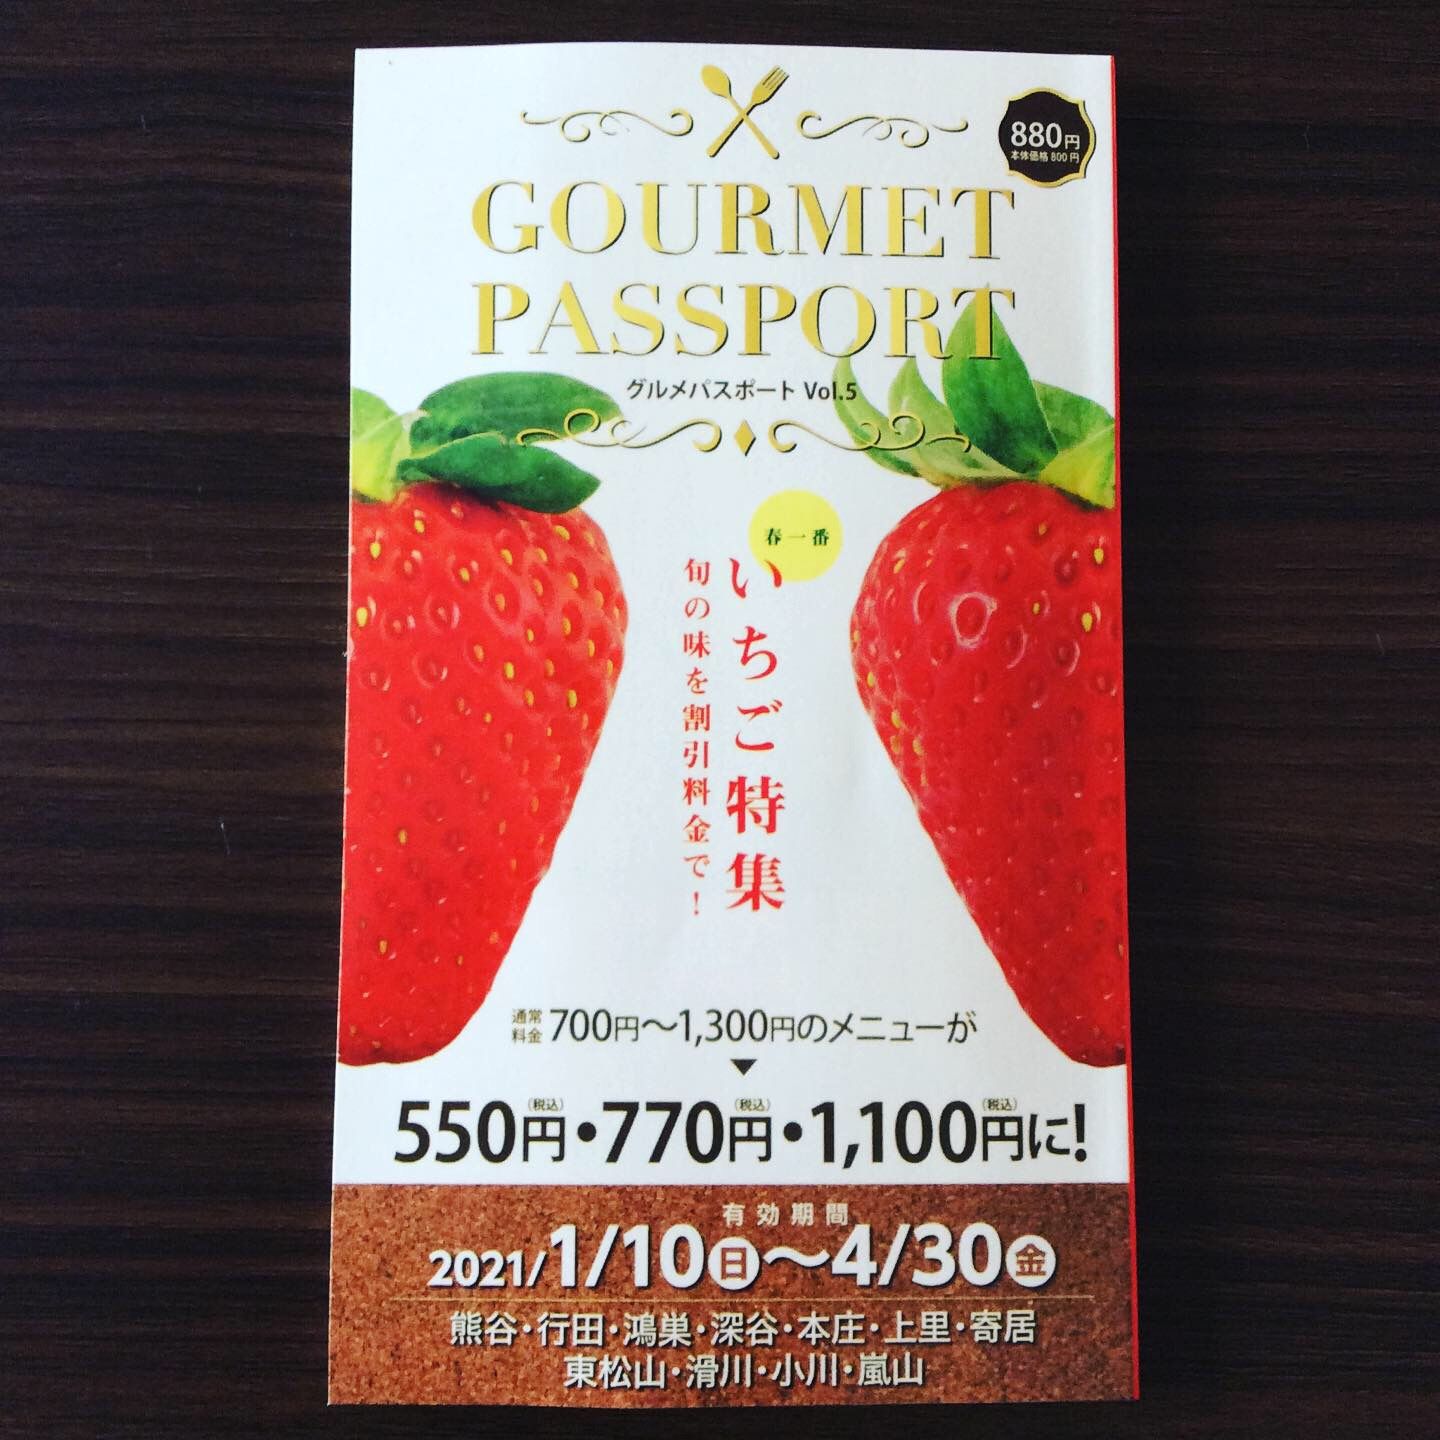 880円
本体価格 800円
GOURMET
PASSPORT
グルメパスポート Vol.5
春一番
いちご特集
旬の味を割引料金で!
通常
料金 700円〜1,300円のメニューが
▼
550円(税込)・770円(税込)・1,100円(税込)に!
有効期間
2021/1/10(日)〜4/30(金)
熊谷・行田・鴻巣・深谷・本庄・上里・寄居
東松山・滑川・小川・嵐山